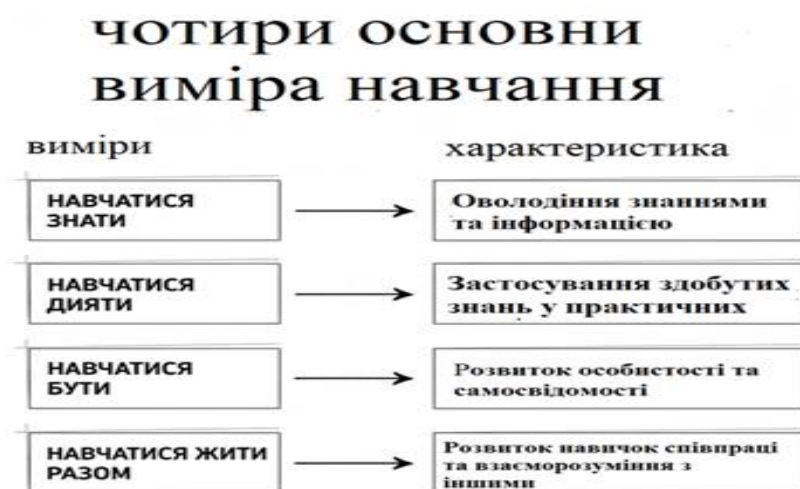 чотири основни
виміра навчання
виміри
характеристика
НАВЧАТИСЯ
ЗНАТИ
Оволодіння знаннями
та інформацією
НАВЧАТИСЯ
ДИЯТИ
Застосування здобутих
знань у практичних
НАВЧАТИСЯ
БУТИ
Розвиток особистості та
самосвідомості
НАВЧАТИСЯ ЖИТИ
РАЗОМ
Розвиток навичок співпраці
та взаєморозуміння з
іншими